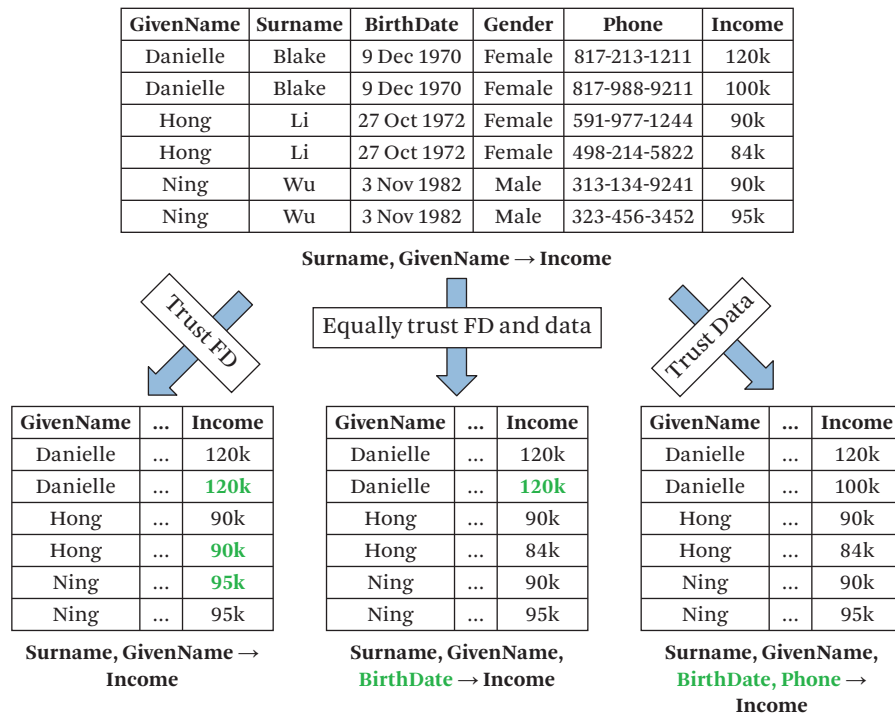 GivenName Surname BirthDate Gender Phone Income
Danielle Blake 9 Dec 1970 Female 817-213-1211 120k
Danielle Blake 9 Dec 1970 Female 817-988-9211 100k
Hong Li 27 Oct 1972 Female 591-977-1244 90k
Hong Li 27 Oct 1972 Female 498-214-5822 84k
Ning Wu 3 Nov 1982 Male 313-134-9241 90k
Ning Wu 3 Nov 1982 Male 323-456-3452 95k
Surname, GivenName → Income
Trust FD
Equally trust FD and data
Trust Data
GivenName ... Income
Danielle ... 120k
Danielle ... 120k
Hong ... 90k
Hong ... 90k
Ning ... 95k
Ning ... 95k
Surname, GivenName →
Income
GivenName ... Income
Danielle ... 120k
Danielle ... 120k
Hong ... 90k
Hong ... 84k
Ning ... 90k
Ning ... 95k
Surname, GivenName,
BirthDate → Income
GivenName ... Income
Danielle ... 120k
Danielle ... 100k
Hong ... 90k
Hong ... 84k
Ning ... 90k
Ning ... 95k
Surname, GivenName,
BirthDate, Phone →
Income